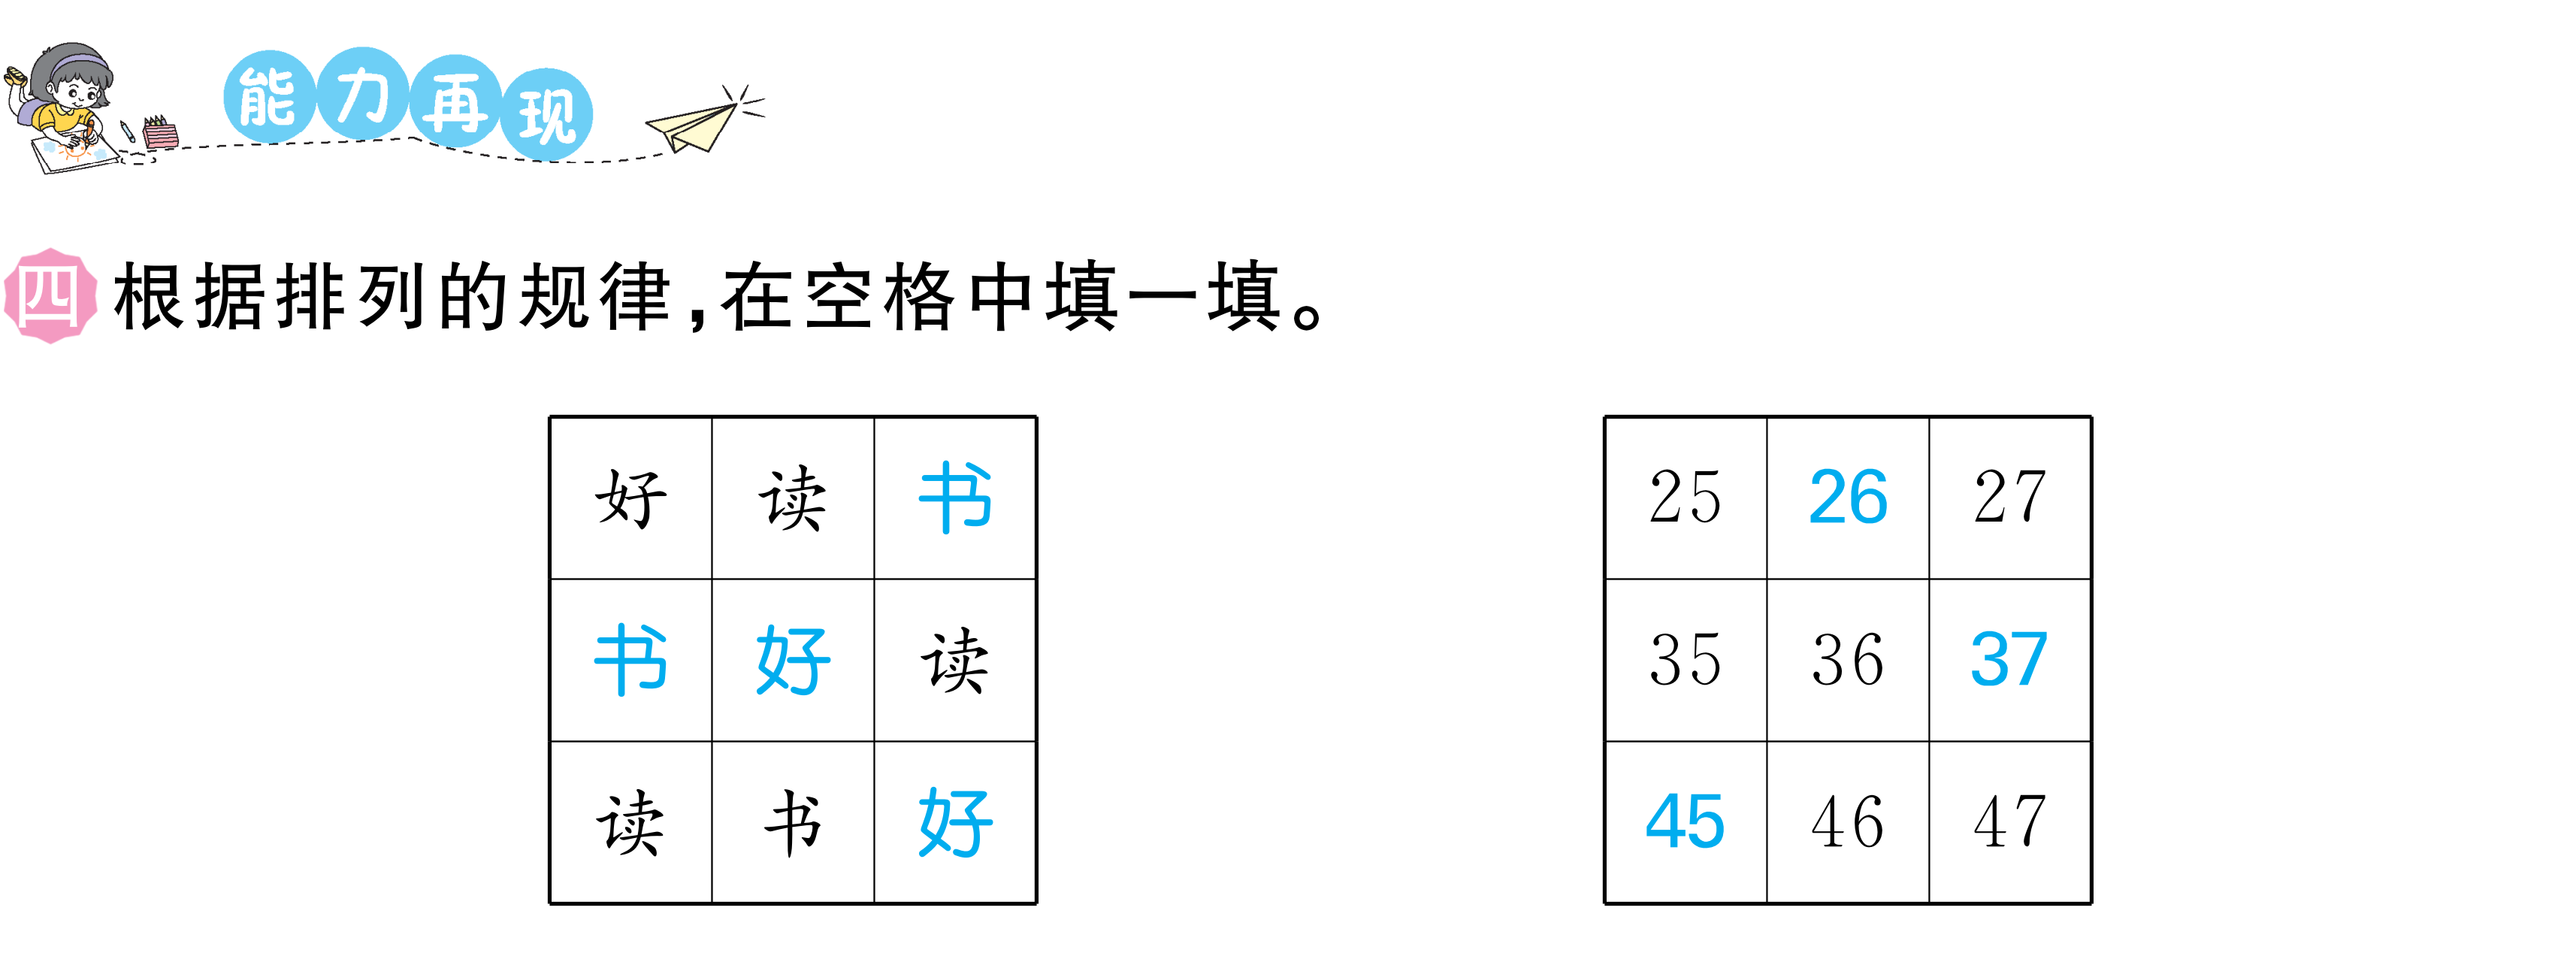 能力再现
四 根据排列的规律,在空格中填一填。
好 读 书
书 好 读
读 书 好
25 26 27
35 36 37
45 46 47